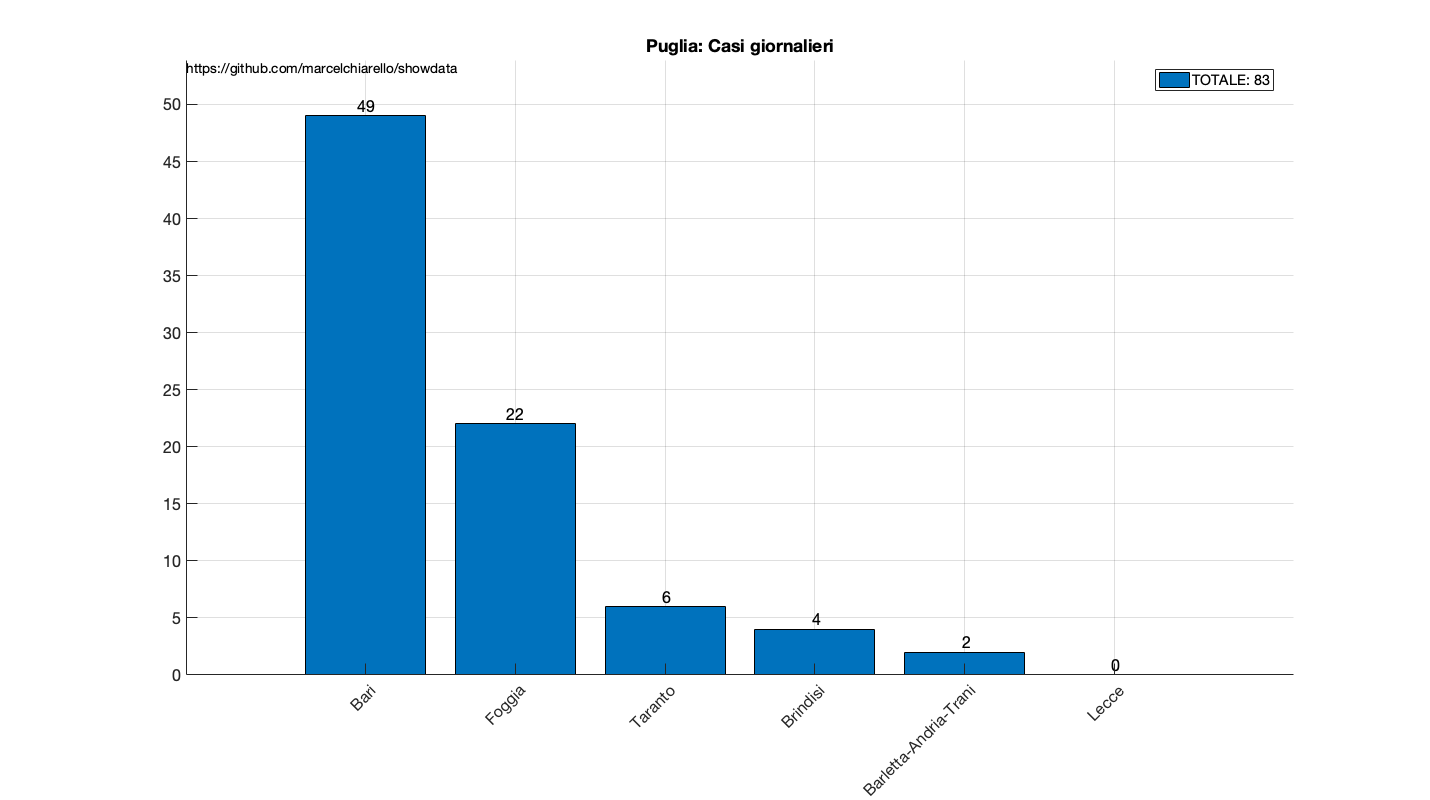 Puglia: Casi giornalieri
https://github.com/marcelchiarello/showdata
TOTALE: 83
50
45
40
35
30
25
20
15
10
5
0
49
22
6
4
2
0
Bari
Foggia
Taranto
Brindisi
Barletta-Andria-Trani
Lecce